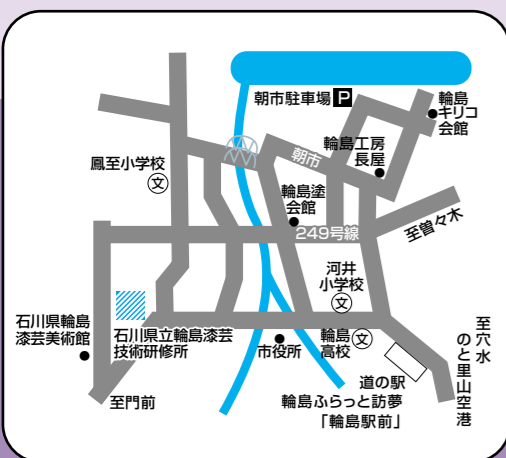 朝市駐車場 P
輪島
キリコ
会館
輪島工房
長屋
朝市
鳳至小学校
文
輪島塗
会館
至曽々木
249号線
河井
小学校
文
石川県輪島
漆芸美術館
石川県立輪島漆芸
技術研修所
市役所
輪島
高校
文
至穴水
のと里山空港
道の駅
輪島ふらっと訪夢
「輪島駅前」
至門前